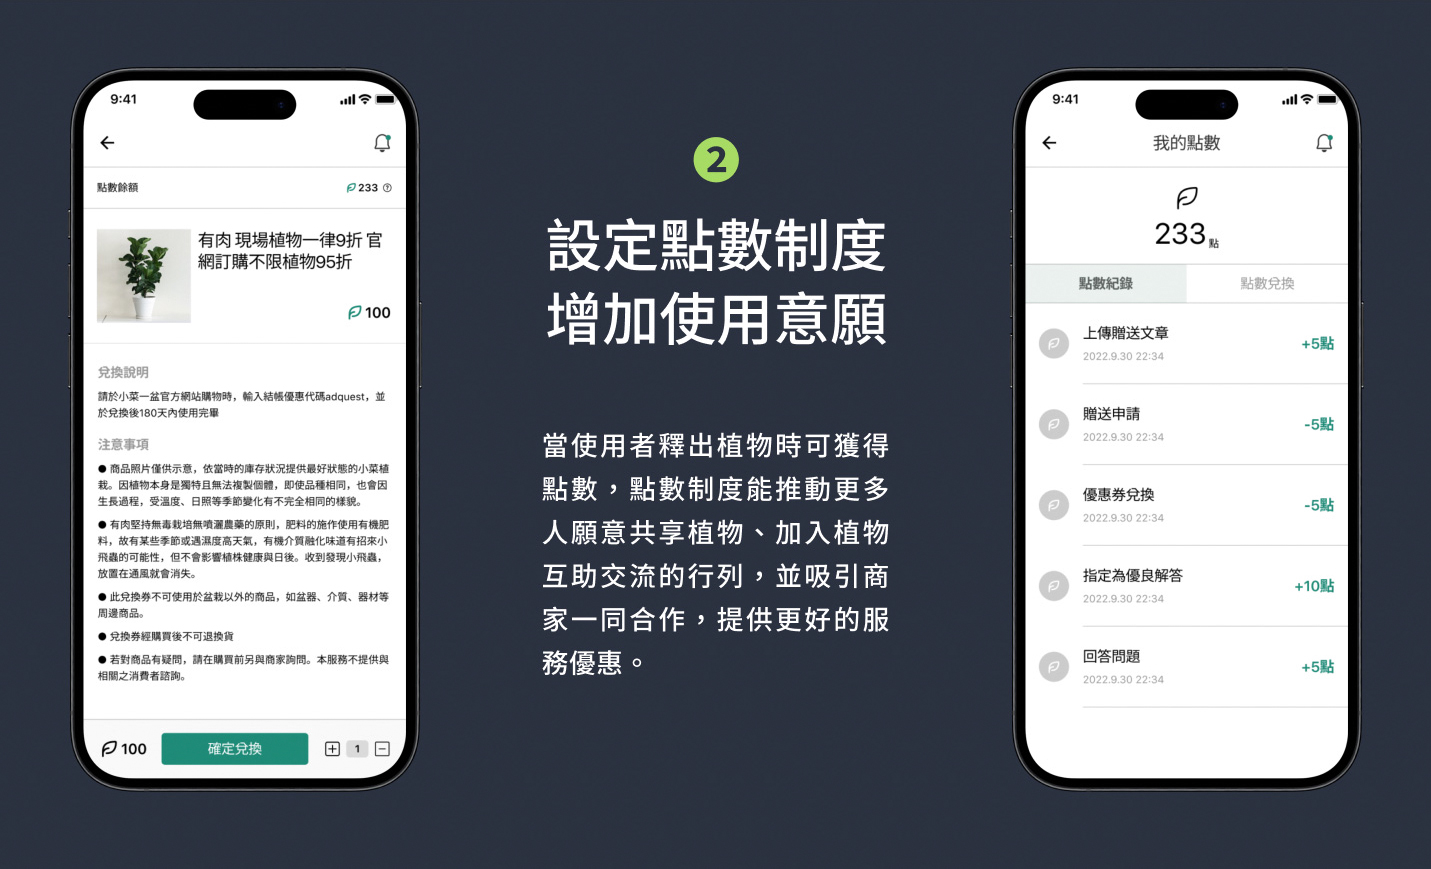 9:41
點數餘額
233
有肉 現場植物一律9折 官
網訂購不限植物95折
100
兌換說明
請於小菜一盆官方網站購物時，輸入結帳優惠代碼adquest，並
於兌換後180天內使用完畢
注意事項
● 商品照片僅供示意，依當時的庫存狀況提供最好狀態的小菜植
栽。因植物本身是獨特且無法複製個體，即使品種相同，也會因
生長過程，受溫度、日照等季節變化有不完全相同的樣貌。
● 有肉堅持無毒栽培無噴灑農藥的原則，肥料的施作使用有機肥
料，故有某些季節或遇濕度高天氣，有機介質融化味道有招來小
飛蟲的可能性，但不會影響植株健康與日後。收到發現小飛蟲，
放置在通風就會消失。
● 此兌換券不可使用於盆栽以外的商品，如盆器、介質、器材等
周邊商品。
● 兌換券經購買後不可退換貨
● 若對商品有疑問，請在購買前另與商家詢問。本服務不提供與
相關之消費者諮詢。
100
確定兌換
1
2
設定點數制度
增加使用意願
當使用者釋出植物時可獲得
點數，點數制度能推動更多
人願意共享植物、加入植物
互助交流的行列，並吸引商
家一同合作，提供更好的服
務優惠。
9:41
我的點數
233 點
點數紀錄
點數兌換
上傳贈送文章
2022.9.30 22:34
+5點
贈送申請
2022.9.30 22:34
-5點
優惠券兌換
2022.9.30 22:34
-5點
指定為優良解答
2022.9.30 22:34
+10點
回答問題
2022.9.30 22:34
+5點